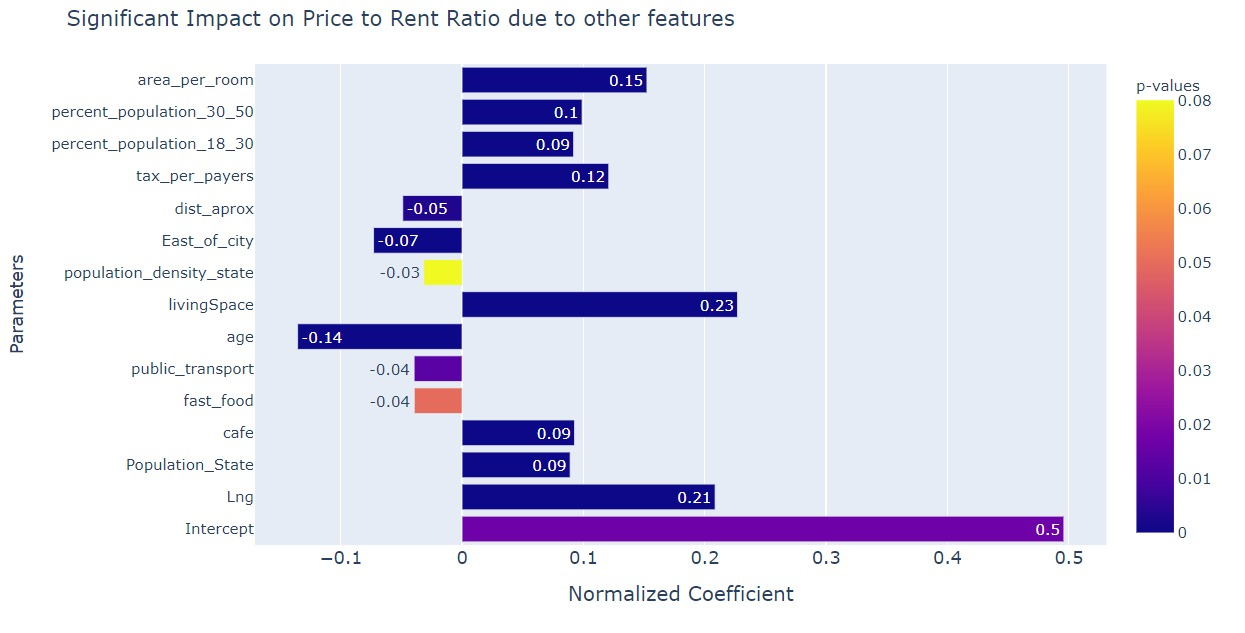 Significant Impact on Price to Rent Ratio due to other features
Parameters
area_per_room 0.15
percent_population_30_50 0.1
percent_population_18_30 0.09
tax_per_payers 0.12
dist_aprox -0.05
East_of_city -0.07
population_density_state -0.03
livingSpace 0.23
age -0.14
public_transport -0.04
fast_food -0.04
cafe 0.09
Population_State 0.09
Lng 0.21
Intercept 0.5
−0.1 0 0.1 0.2 0.3 0.4 0.5
Normalized Coefficient
p-values
0.08
0.07
0.06
0.05
0.04
0.03
0.02
0.01
0